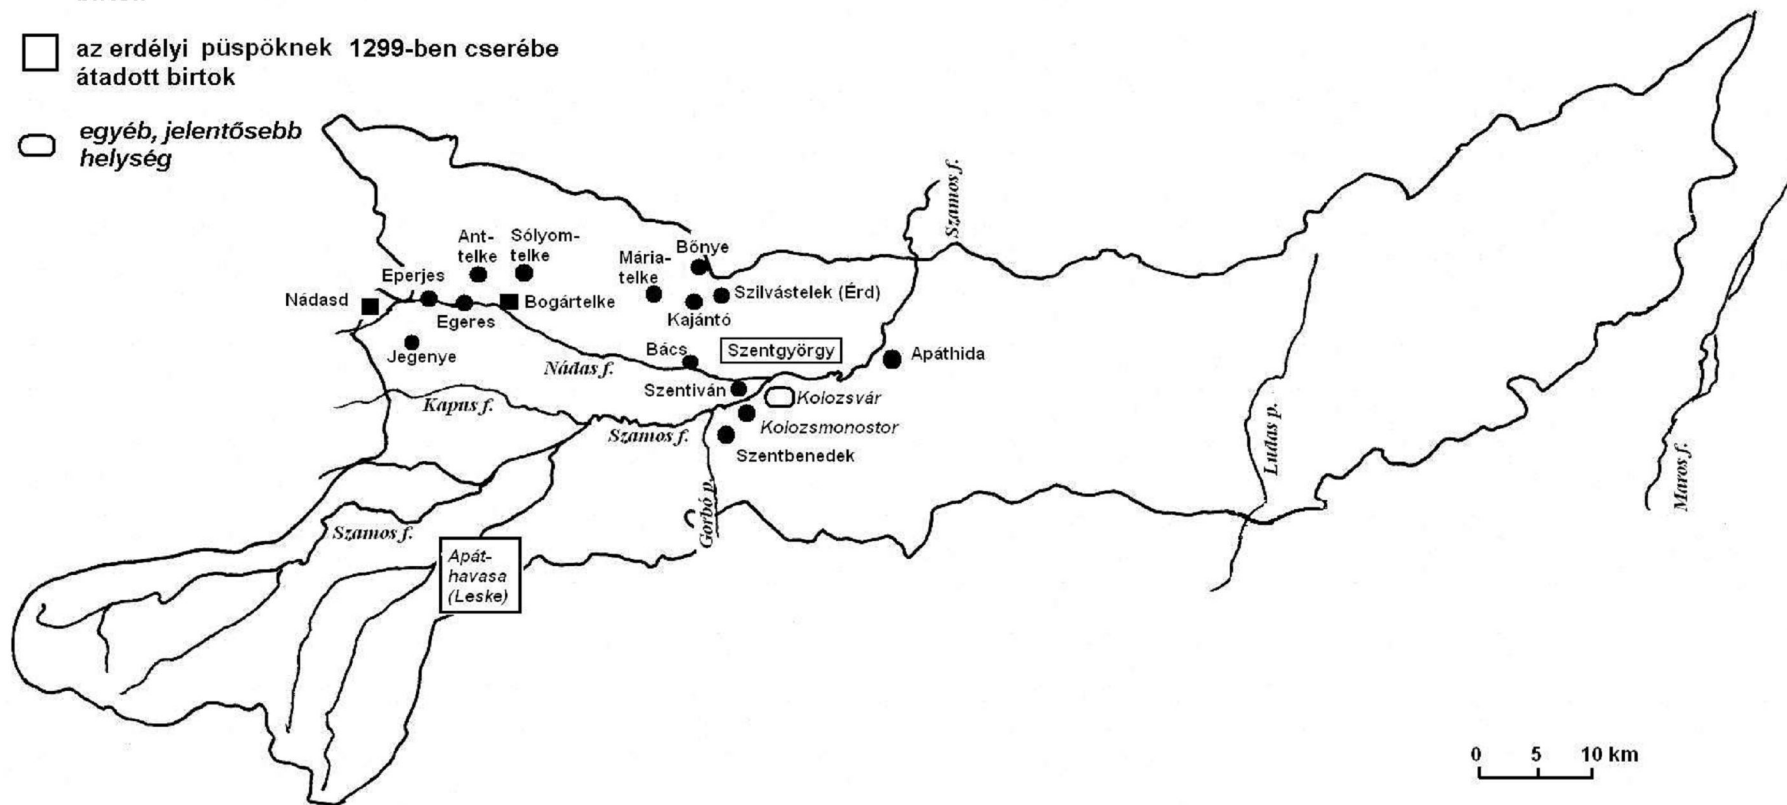 az erdélyi püspöknek 1299-ben cserébe
átadott birtok
egyéb, jelentősebb
helység
Szamos f.
Ant-
telke
Sólyom-
telke
Mária-
telke
Bőnye
Eperjes
Nádasd
Bogártelke
Szilvástelek (Érd)
Egeres
Kajántó
Jegenye
Bács
Szentgyörgy
Apáthida
Nádas f.
Szentiván
Kolozsvár
Kapus f.
Szamos f.
Kolozsmonostor
Szentbenedek
Ludas p.
Maros f.
Gorbó p.
Szamos f.
Apát-
havasa
(Leske)
0 5 10 km